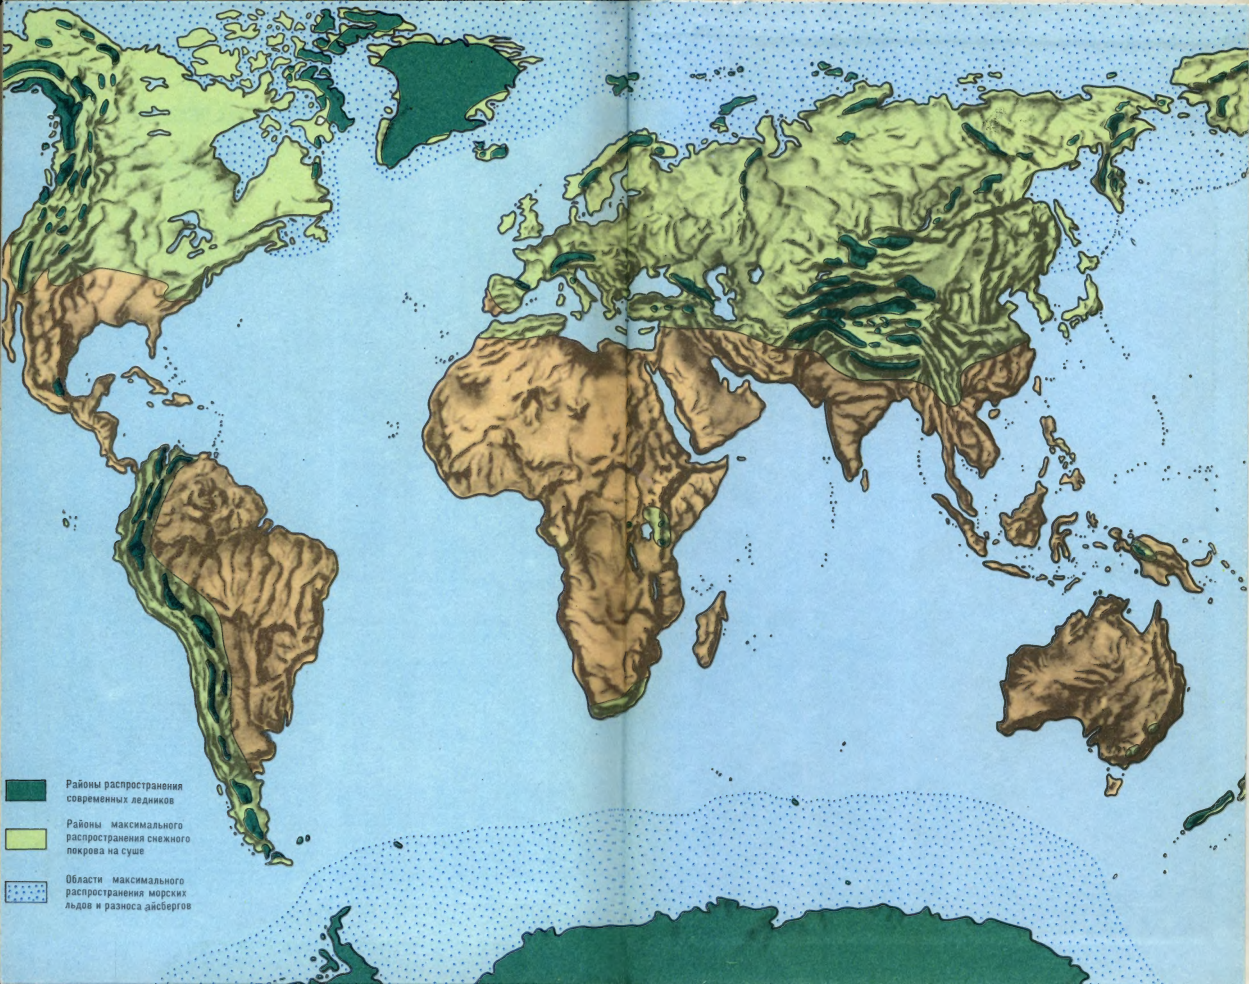 Районы распространения
современных ледников
Районы максимального
распространения снежного
покрова на суше
Области максимального
распространения морских
льдов и разноса айсбергов